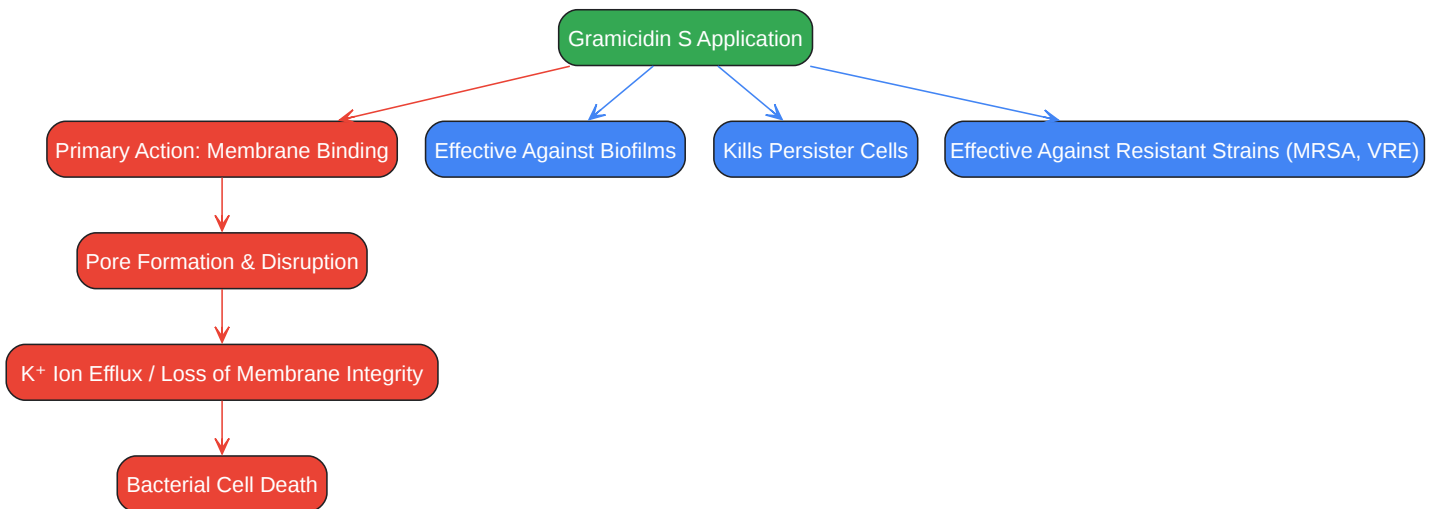 Gramicidin S Application
Primary Action: Membrane Binding
Effective Against Biofilms
Kills Persister Cells
Effective Against Resistant Strains (MRSA, VRE)
Pore Formation & Disruption
K⁺ Ion Efflux / Loss of Membrane Integrity
Bacterial Cell Death